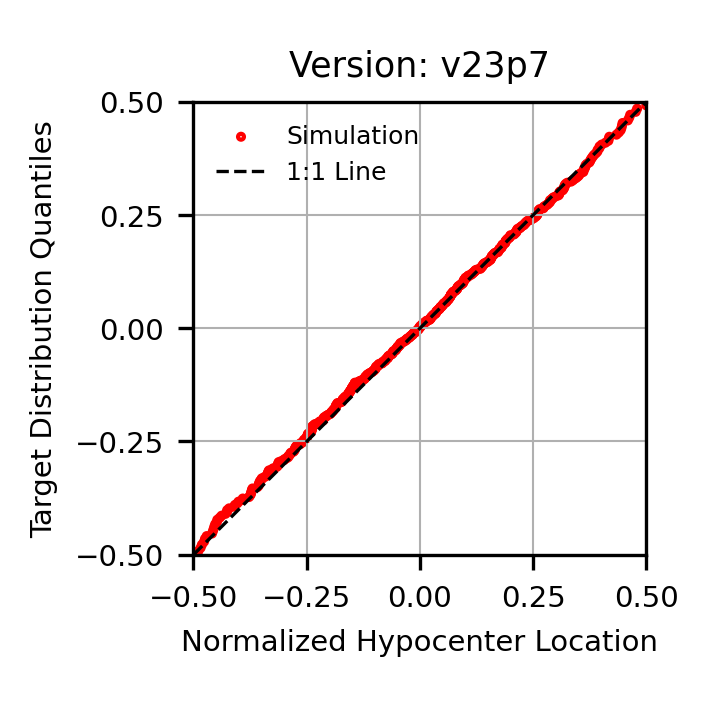 Version: v23p7
Target Distribution Quantiles
0.50
0.25
0.00
−0.25
−0.50
Simulation
1:1 Line
−0.50 −0.25 0.00 0.25 0.50
Normalized Hypocenter Location